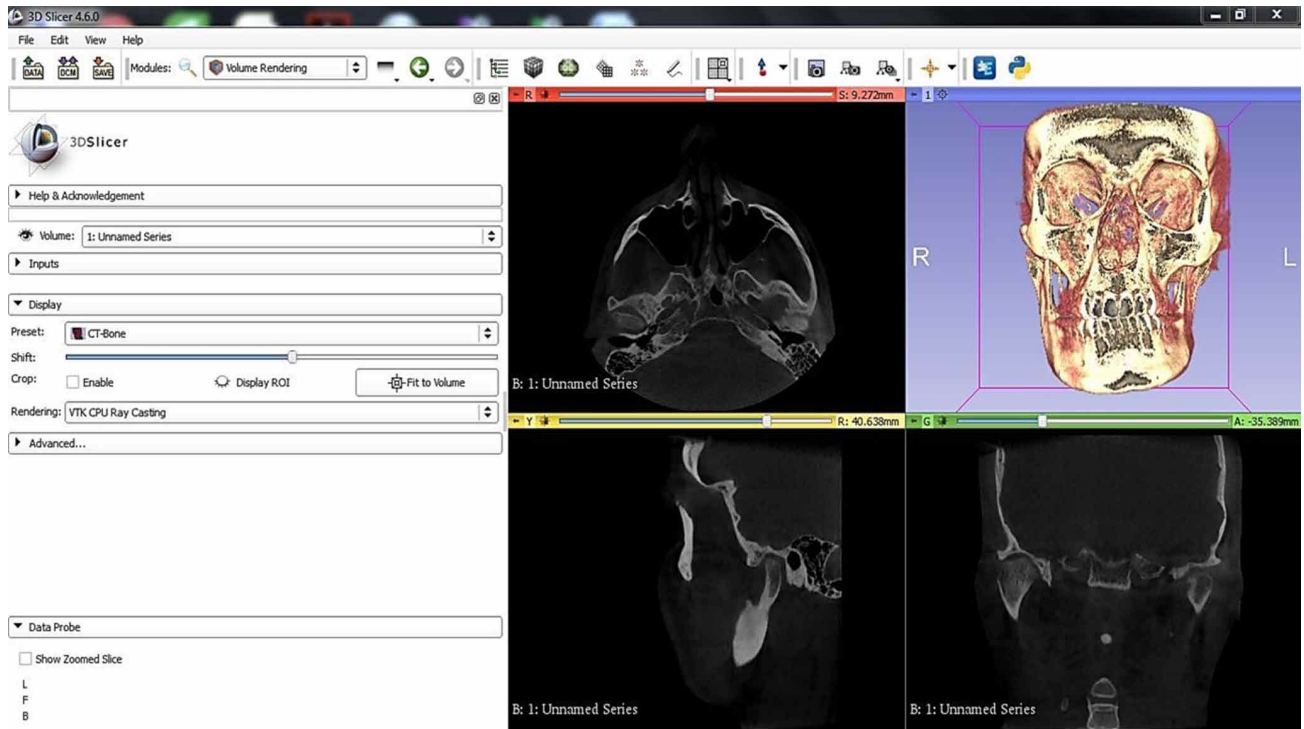 3D Slicer 4.6.0
File Edit View Help
DATA DCM SAVE Modules: Volume Rendering
3DSlicer
Help & Acknowledgement
Volume: 1: Unnamed Series
Inputs
Display
Preset: CT-Bone
Shift:
Crop: Enable Display ROI Fit to Volume
Rendering: VTK CPU Ray Casting
Advanced...
Data Probe
Show Zoomed Slice
L
F
B
R S: 9.272mm
B: 1: Unnamed Series
1
R L
Y R: 40.638mm
B: 1: Unnamed Series
G A: -35.389mm
B: 1: Unnamed Series